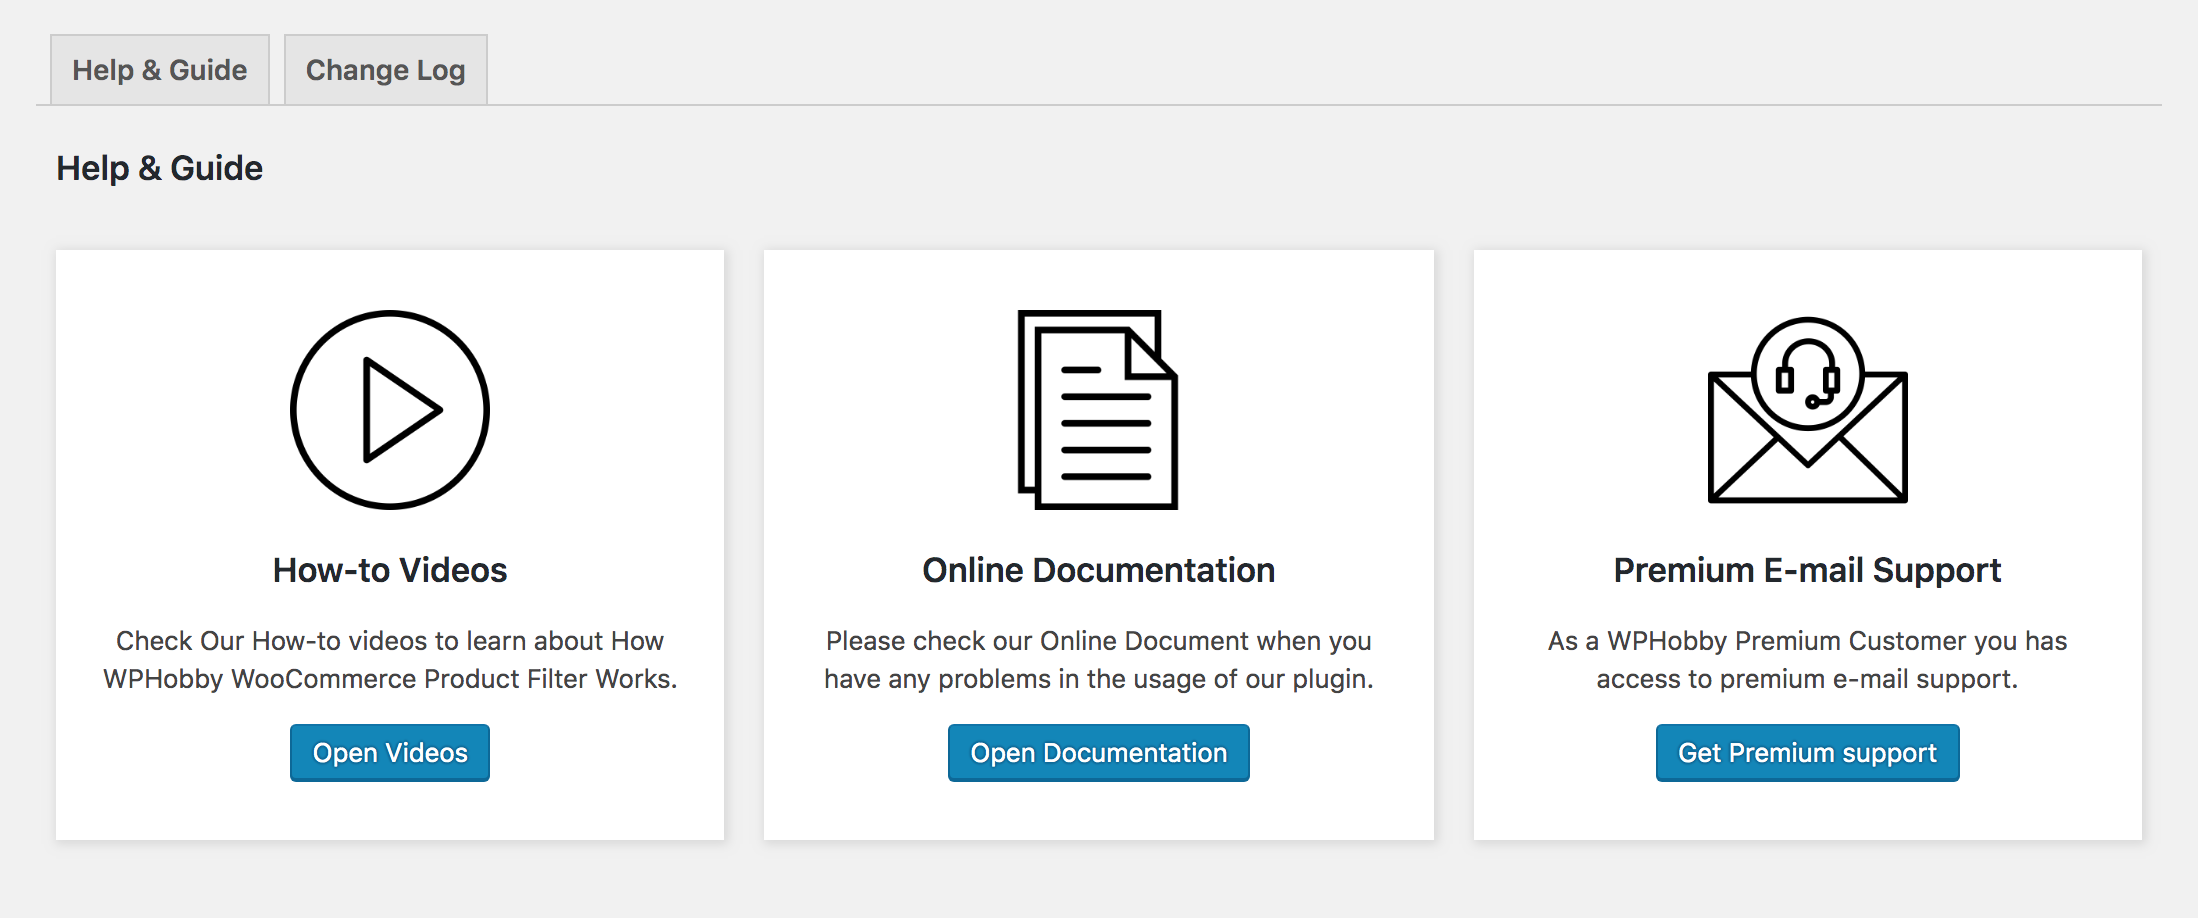 Help & Guide
Change Log
Help & Guide
How-to Videos
Check Our How-to videos to learn about How
WPHobby WooCommerce Product Filter Works.
Open Videos
Online Documentation
Please check our Online Document when you
have any problems in the usage of our plugin.
Open Documentation
Premium E-mail Support
As a WPHobby Premium Customer you has
access to premium e-mail support.
Get Premium support